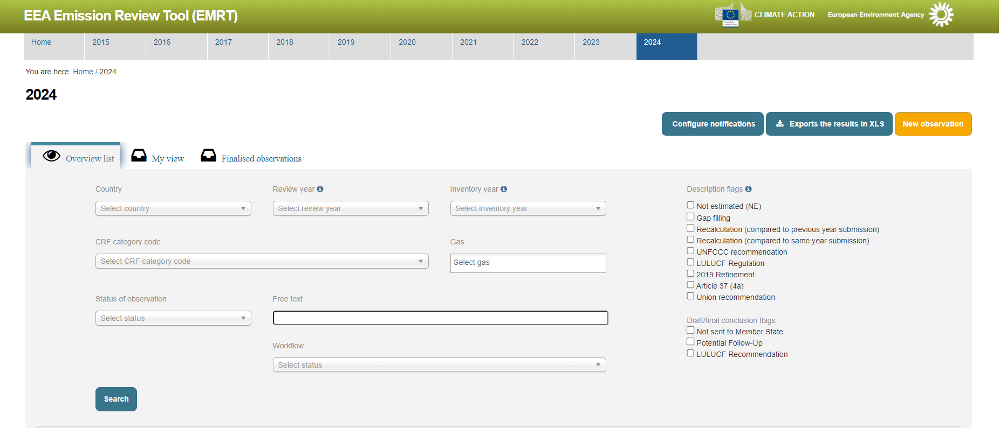 EEA Emission Review Tool (EMRT)
CLIMATE ACTION
European Environment Agency
Home 2015 2016 2017 2018 2019 2020 2021 2022 2023 2024
You are here: Home / 2024
2024
Configure notifications
Exports the results in XLS
New observation
Overview list
My view
Finalised observations
Country
Select country
Review year
Select review year
Inventory year
Select inventory year
CRF category code
Select CRF category code
Gas
Select gas
Status of observation
Select status
Free text
Workflow
Select status
Search
Description flags
Not estimated (NE)
Gap filling
Recalculation (compared to previous year submission)
Recalculation (compared to same year submission)
UNFCCC recommendation
LULUCF Regulation
2019 Refinement
Article 37 (4a)
Union recommendation
Draft/final conclusion flags
Not sent to Member State
Potential Follow-Up
LULUCF Recommendation